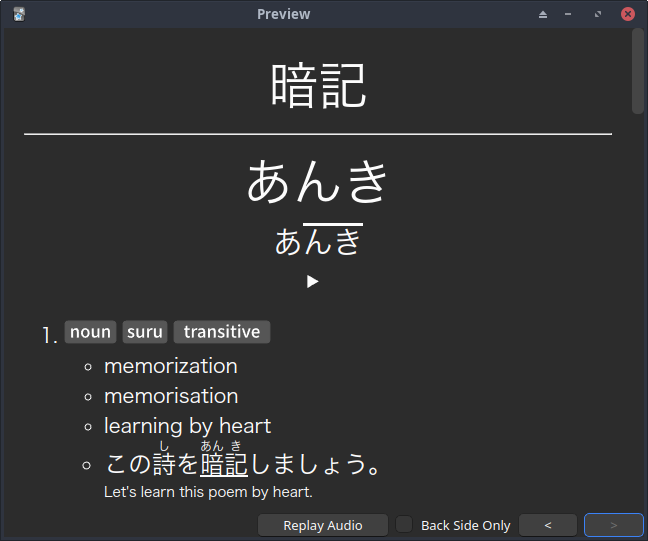 Preview
暗記
あんき
あんき
1. noun suru transitive
memorization
memorisation
learning by heart
し あん き
この詩を暗記しましょう。
Let's learn this poem by heart.
Replay Audio Back Side Only < >